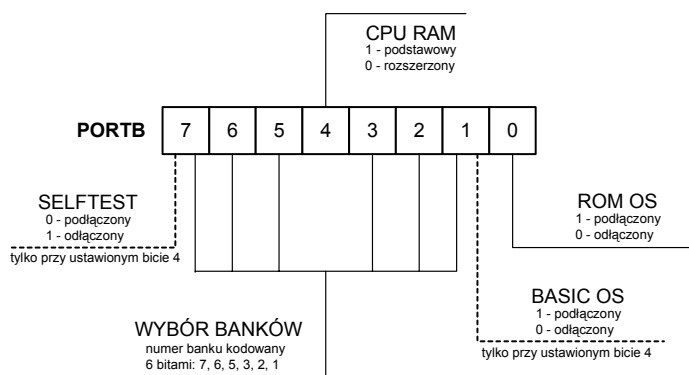 CPU RAM
1 - podstawowy
0 - rozszerzony
PORTB 7 6 5 4 3 2 1 0
SELFTEST
0 - podłączony
1 - odłączony
tylko przy ustawionym bicie 4
ROM OS
1 - podłączony
0 - odłączony
BASIC OS
1 - podłączony
0 - odłączony
tylko przy ustawionym bicie 4
WYBÓR BANKÓW
numer banku kodowany
6 bitami: 7, 6, 5, 3, 2, 1